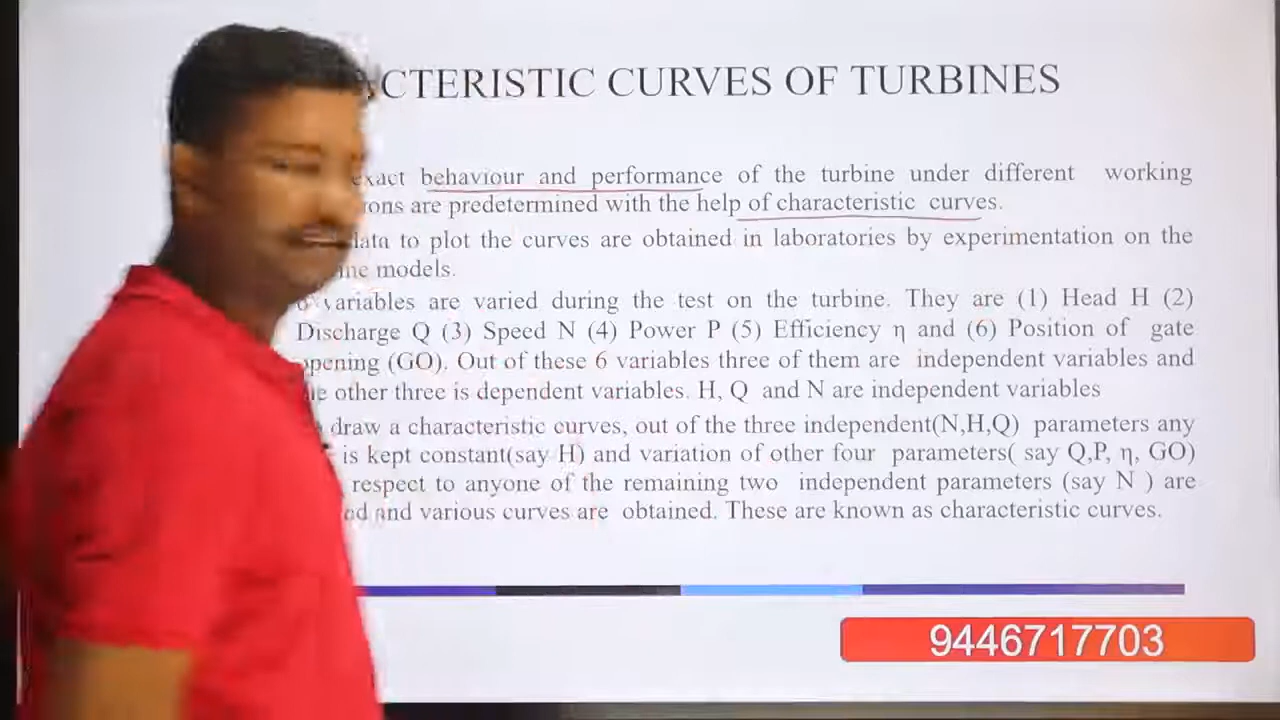 CTERISTIC CURVES OF TURBINES
exact behaviour and performance of the turbine under different working
ons are predetermined with the help of characteristic curves.
data to plot the curves are obtained in laboratories by experimentation on the
ne models.
6 variables are varied during the test on the turbine. They are (1) Head H (2)
Discharge Q (3) Speed N (4) Power P (5) Efficiency η and (6) Position of gate
opening (GO). Out of these 6 variables three of them are independent variables and
the other three is dependent variables. H, Q and N are independent variables
draw a characteristic curves, out of the three independent(N,H,Q) parameters any
is kept constant(say H) and variation of other four parameters( say Q,P, η, GO)
respect to anyone of the remaining two independent parameters (say N ) are
and various curves are obtained. These are known as characteristic curves.
9446717703